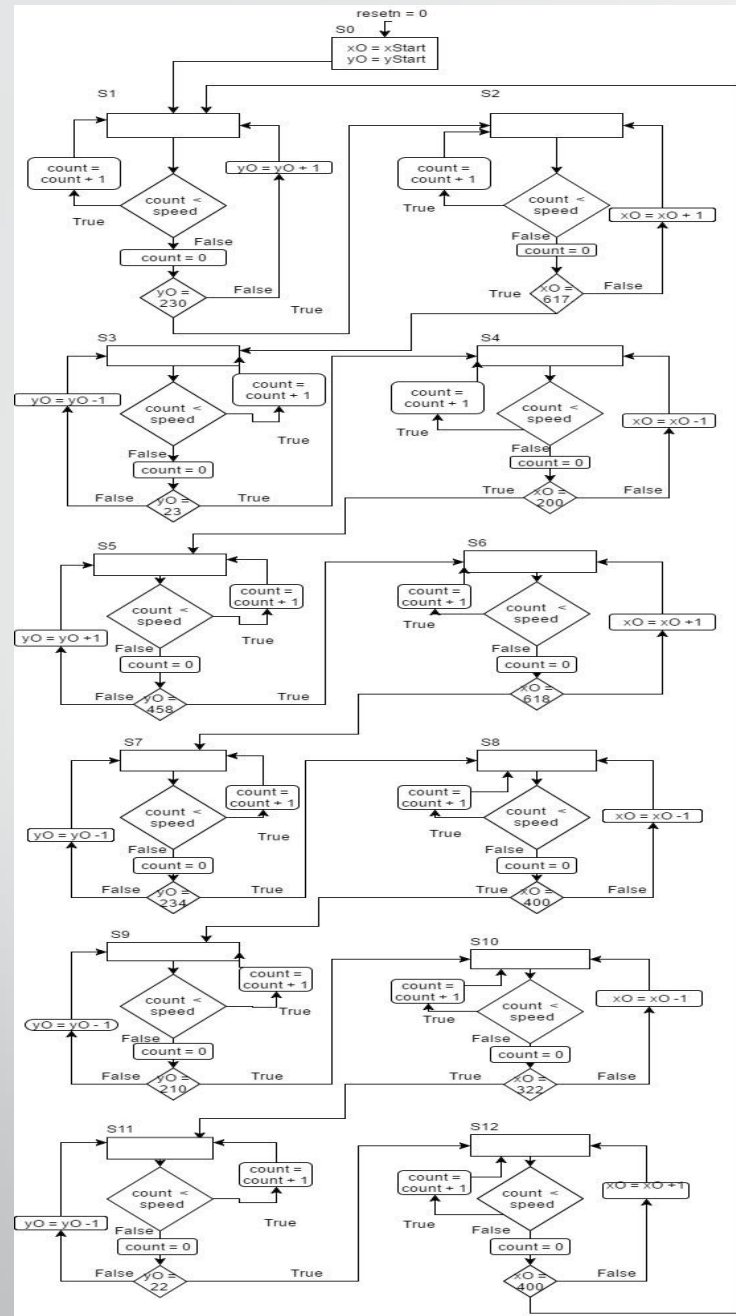 resetn = 0
S0
xO = xStart
yO = yStart
S1
count =
count + 1
yO = yO + 1
count <
speed
True
False
count = 0
yO =
230
False
True
S2
count =
count + 1
count <
speed
True
xO = xO + 1
False
count = 0
True
xO =
617
False
S3
yO = yO -1
count <
speed
count =
count + 1
True
False
count = 0
False
yO =
23
True
S4
count =
count + 1
count <
speed
True
xO = xO -1
False
count = 0
True
xO =
200
False
S5
count <
speed
count =
count + 1
yO = yO +1
True
False
count = 0
False
yO =
458
True
S6
count =
count + 1
count <
speed
True
xO = xO +1
False
count = 0
xO =
618
S7
count =
count + 1
count <
speed
yO = yO -1
True
False
count = 0
False
yO =
234
True
S8
count =
count + 1
count <
speed
xO = xO -1
True
False
count = 0
True
xO =
400
False
S9
count =
count + 1
count <
speed
True
yO = yO - 1
False
count = 0
False
yO =
210
True
S10
count =
count + 1
count <
speed
xO = xO -1
True
False
count = 0
True
xO =
322
False
S11
count =
count + 1
count <
speed
True
yO = yO -1
False
count = 0
False
yO =
22
True
S12
count =
count + 1
count <
speed
xO = xO +1
True
False
count = 0
xO =
400
False